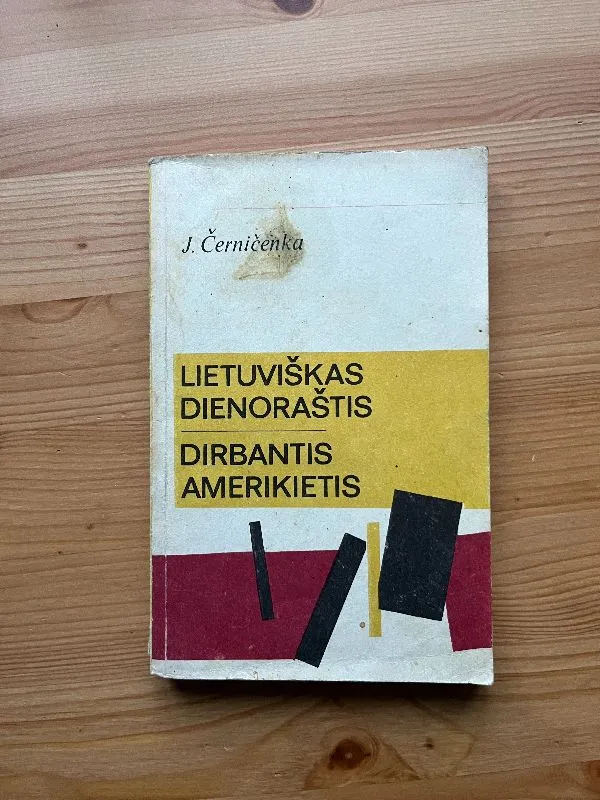 J. Černičenka
LIETUVIŠKAS
DIENORAŠTIS
DIRBANTIS
AMERIKIETIS